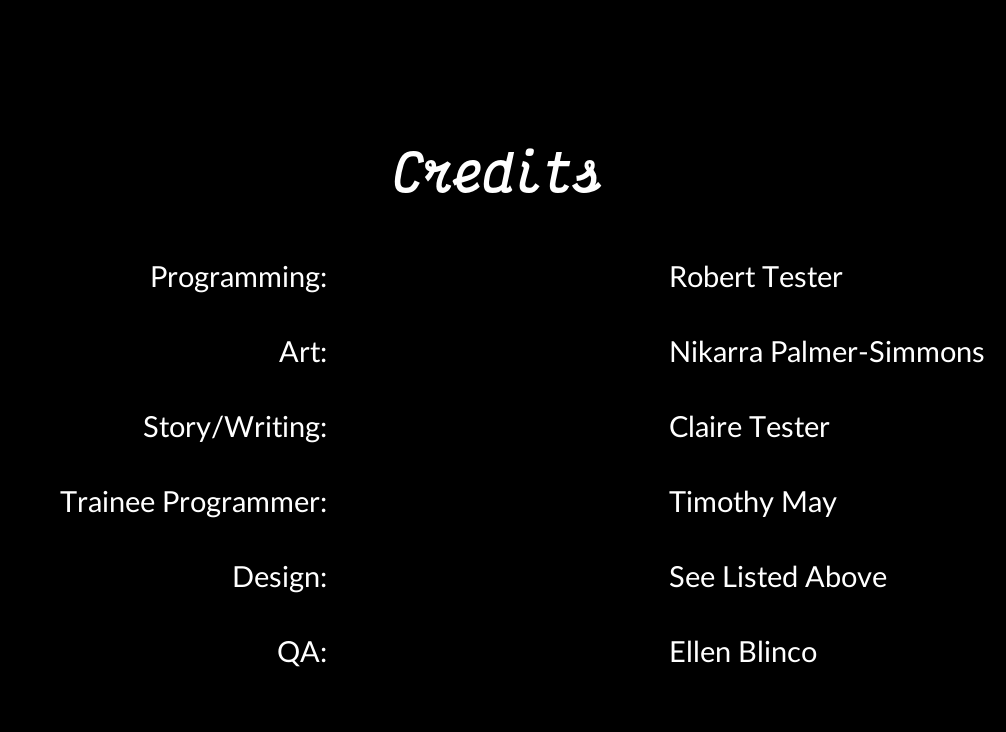 Credits
Programming: Robert Tester
Art: Nikarra Palmer-Simmons
Story/Writing: Claire Tester
Trainee Programmer: Timothy May
Design: See Listed Above
QA: Ellen Blinco